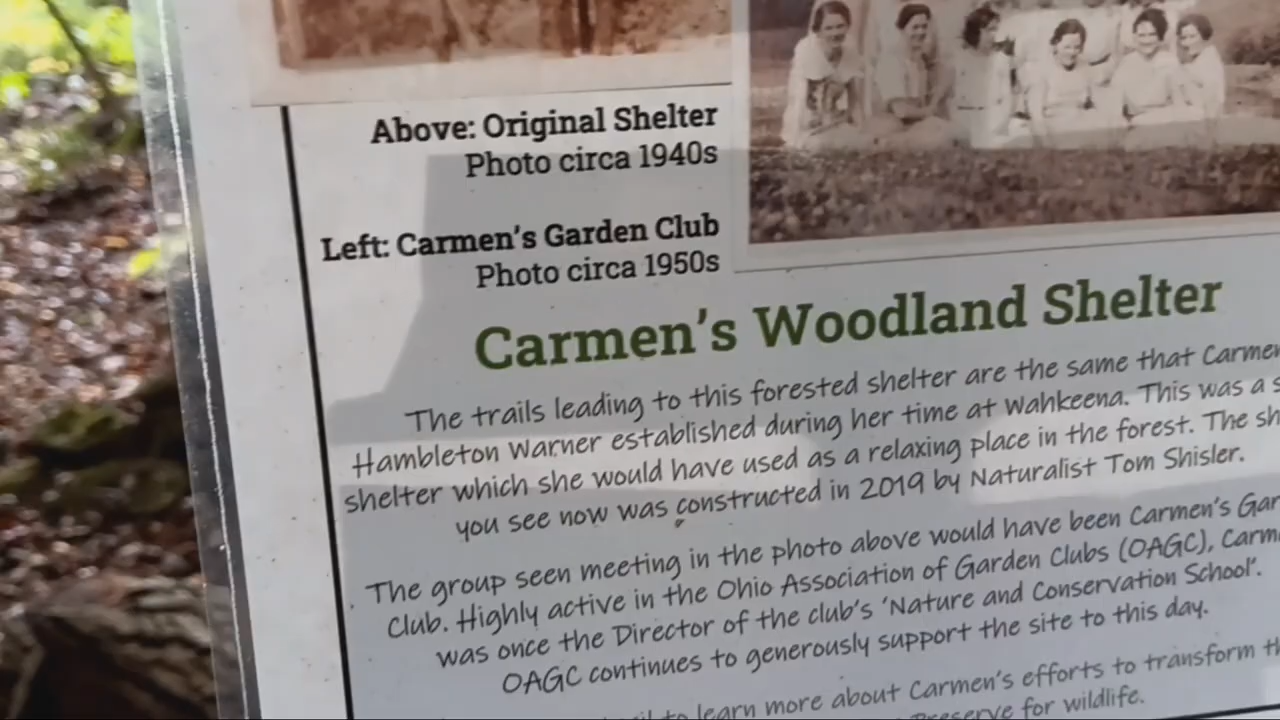 Above: Original Shelter
Photo circa 1940s
Left: Carmen's Garden Club
Photo circa 1950s
Carmen's Woodland Shelter
The trails leading to this forested shelter are the same that Carmen
Hambleton Warner established during her time at Wahkeena. This was a s
shelter which she would have used as a relaxing place in the forest. The sh
you see now was constructed in 2019 by Naturalist Tom Shisler.
The group seen meeting in the photo above would have been Carmen's Gar
Club. Highly active in the Ohio Association of Garden Clubs (OAGC), Carm
was once the Director of the club's 'Nature and Conservation School'.
OAGC continues to generously support the site to this day.
to learn more about Carmen's efforts to transform th
Preserve for wildlife.